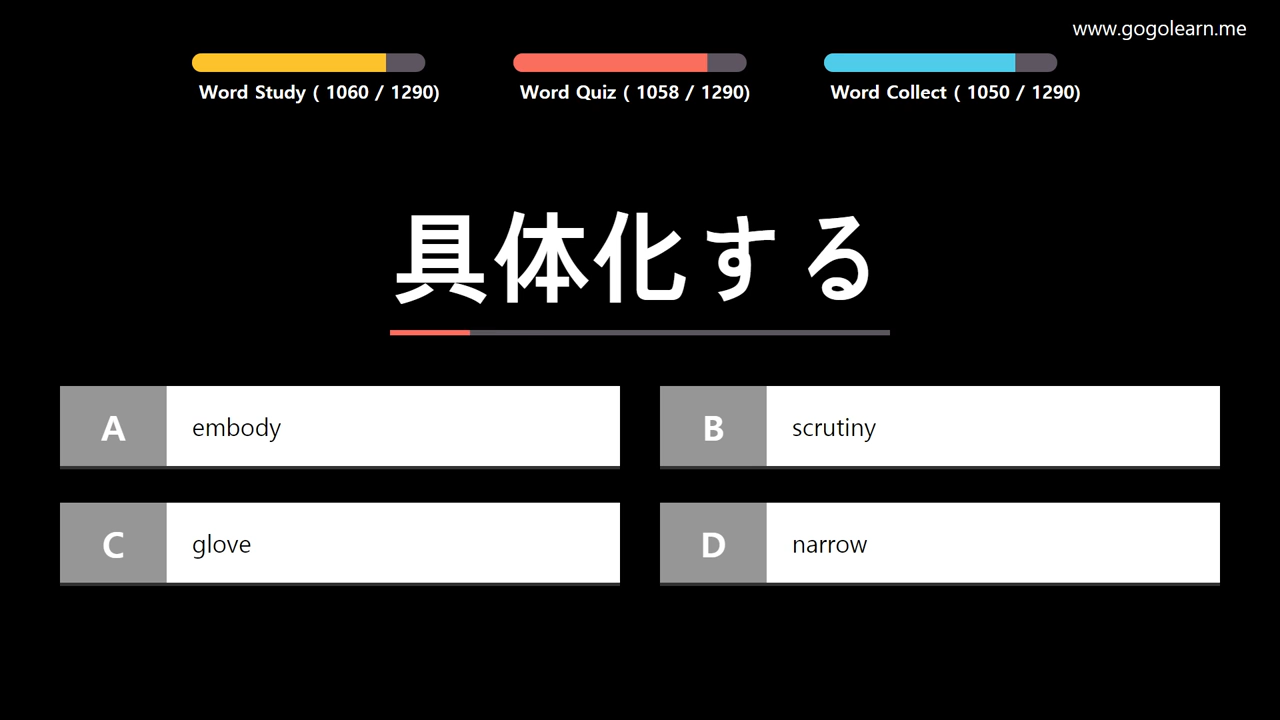 www.gogolearn.me
Word Study ( 1060 / 1290)
Word Quiz ( 1058 / 1290)
Word Collect ( 1050 / 1290)
具体化する
A embody
B scrutiny
C glove
D narrow